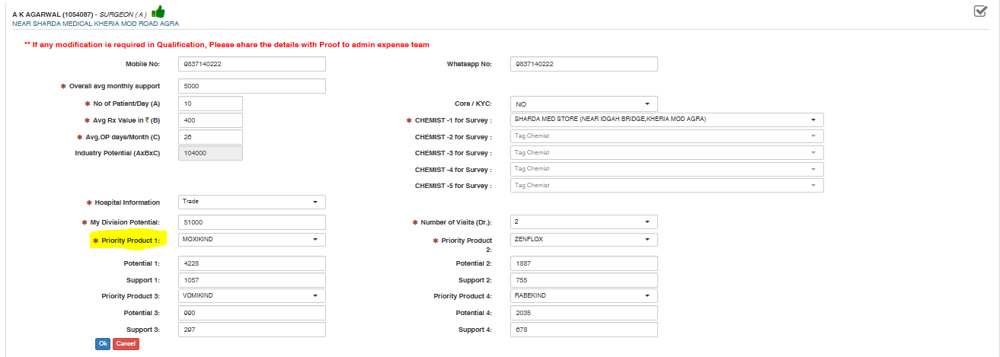 A K AGARWAL (1054087) - SURGEON ( A )
NEAR SHARDA MEDICAL KHERIA MOD ROAD AGRA
** If any modification is required in Qualification, Please share the details with Proof to admin expense team
Mobile No: 9837140222 Whatsapp No: 9837140222
* Overall avg monthly support 5000
* No of Patient/Day (A) 10 Core / KYC: NO
* Avg Rx Value in ₹ (B) 400 * CHEMIST -1 for Survey : SHARDA MED STORE (NEAR IDGAH BRIDGE,KHERIA MOD AGRA)
* Avg.OP days/Month (C) 26 CHEMIST -2 for Survey : Tag Chemist
Industry Potential (AxBxC) 104000 CHEMIST -3 for Survey : Tag Chemist
CHEMIST -4 for Survey : Tag Chemist
CHEMIST -5 for Survey : Tag Chemist
* Hospital Information Trade
* My Division Potential: 51000 * Number of Visits (Dr.): 2
* Priority Product 1: MOXIKIND * Priority Product 2: ZENFLOX
Potential 1: 4228 Potential 2: 1887
Support 1: 1057 Support 2: 755
Priority Product 3: VOMIKIND Priority Product 4: RABEKIND
Potential 3: 990 Potential 4: 2035
Support 3: 297 Support 4: 678
Ok Cancel